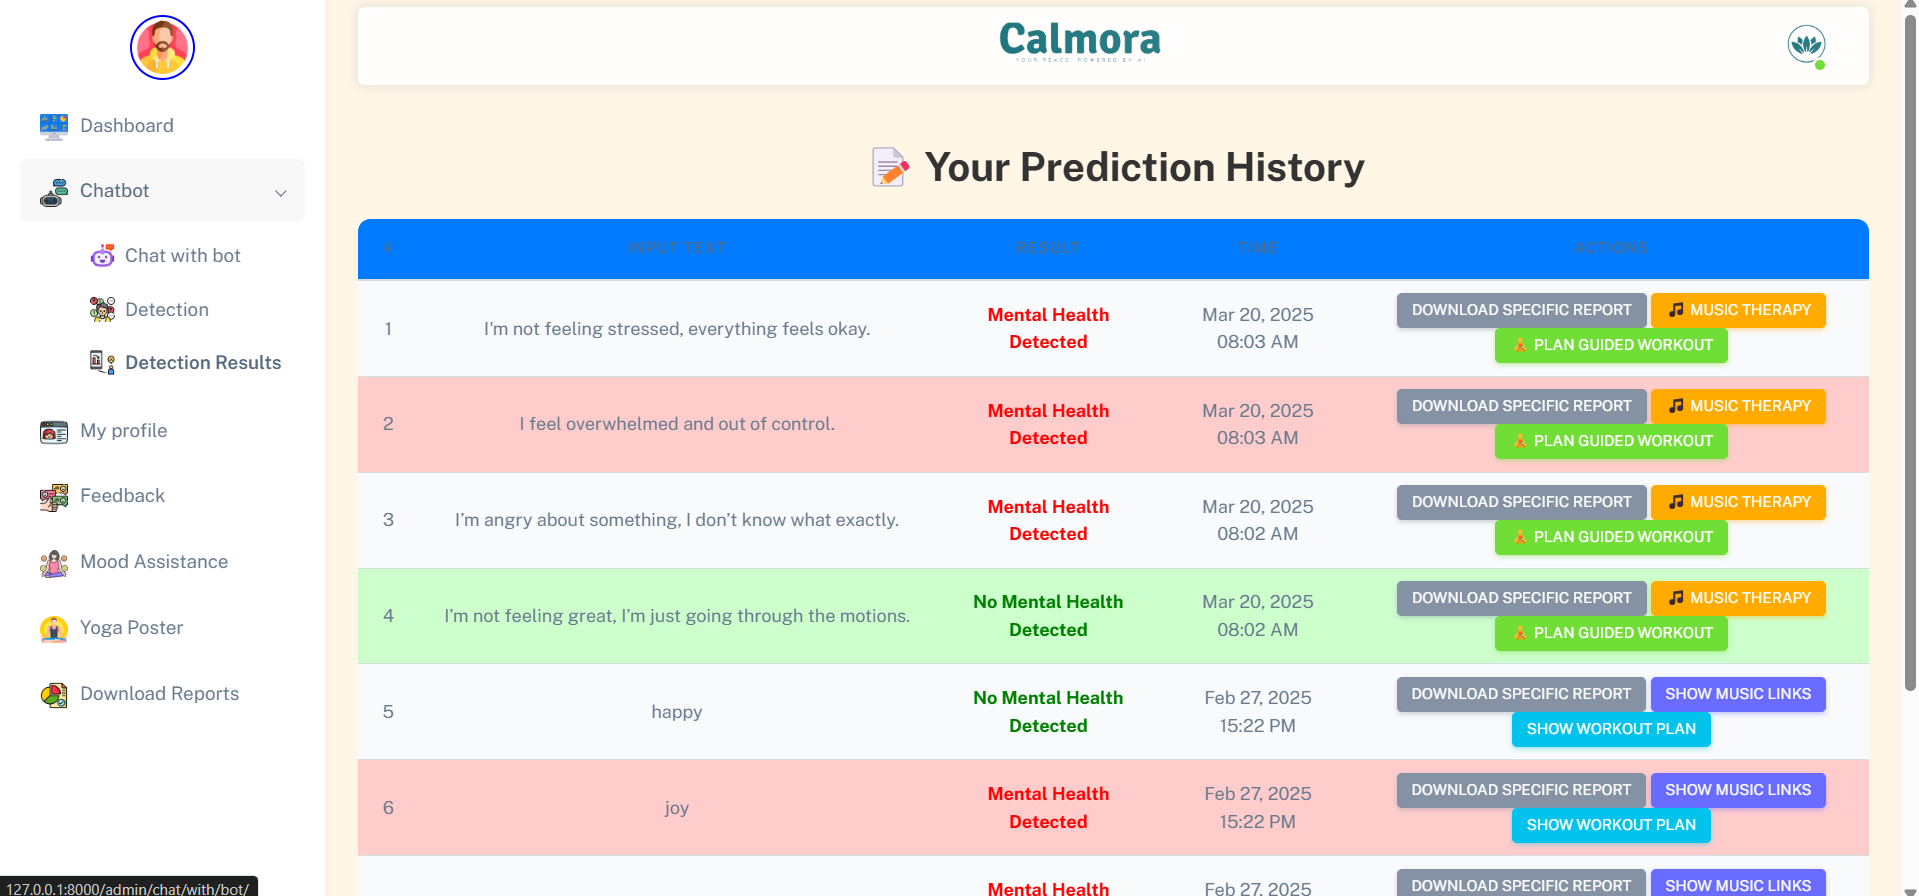 Calmora
YOUR PEACE, POWERED BY AI
Dashboard
Chatbot
Chat with bot
Detection
Detection Results
My profile
Feedback
Mood Assistance
Yoga Poster
Download Reports
Your Prediction History
# INPUT TEXT RESULT TIME ACTIONS
1 I'm not feeling stressed, everything feels okay. Mental Health Detected Mar 20, 2025 08:03 AM DOWNLOAD SPECIFIC REPORT MUSIC THERAPY PLAN GUIDED WORKOUT
2 I feel overwhelmed and out of control. Mental Health Detected Mar 20, 2025 08:03 AM DOWNLOAD SPECIFIC REPORT MUSIC THERAPY PLAN GUIDED WORKOUT
3 I’m angry about something, I don’t know what exactly. Mental Health Detected Mar 20, 2025 08:02 AM DOWNLOAD SPECIFIC REPORT MUSIC THERAPY PLAN GUIDED WORKOUT
4 I’m not feeling great, I’m just going through the motions. No Mental Health Detected Mar 20, 2025 08:02 AM DOWNLOAD SPECIFIC REPORT MUSIC THERAPY PLAN GUIDED WORKOUT
5 happy No Mental Health Detected Feb 27, 2025 15:22 PM DOWNLOAD SPECIFIC REPORT SHOW MUSIC LINKS SHOW WORKOUT PLAN
6 joy Mental Health Detected Feb 27, 2025 15:22 PM DOWNLOAD SPECIFIC REPORT SHOW MUSIC LINKS SHOW WORKOUT PLAN
Mental Health Feb 27, 2025 DOWNLOAD SPECIFIC REPORT SHOW MUSIC LINKS
127.0.0.1:8000/admin/chat/with/bot/